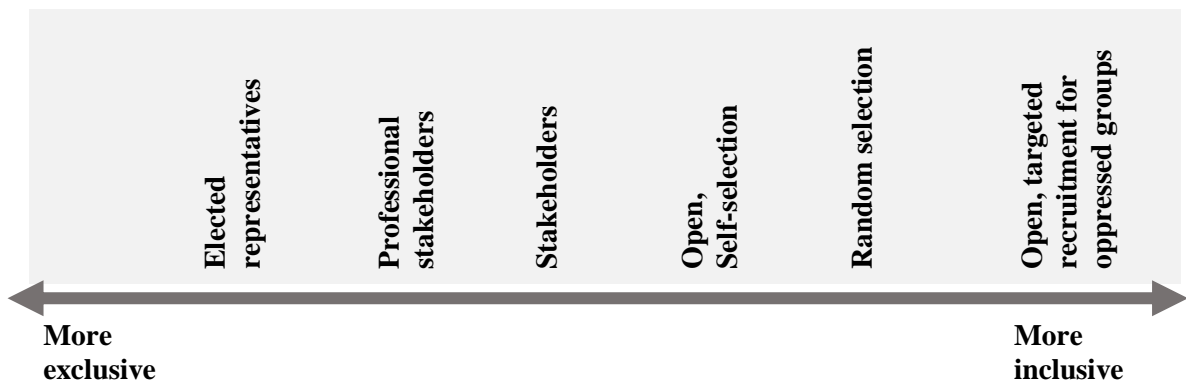 Elected
representatives
Professional
stakeholders
Stakeholders
Open,
Self-selection
Random selection
Open, targeted
recruitment for
oppressed groups
More
exclusive
More
inclusive